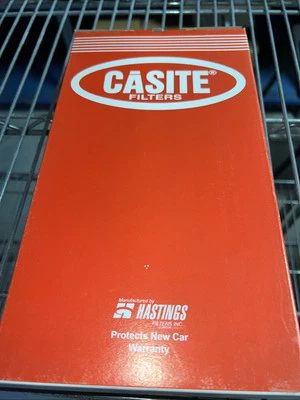 CASITE®
FILTERS
Manufactured by
HASTINGS
FILTERS, INC.
Protects New Car
Warranty